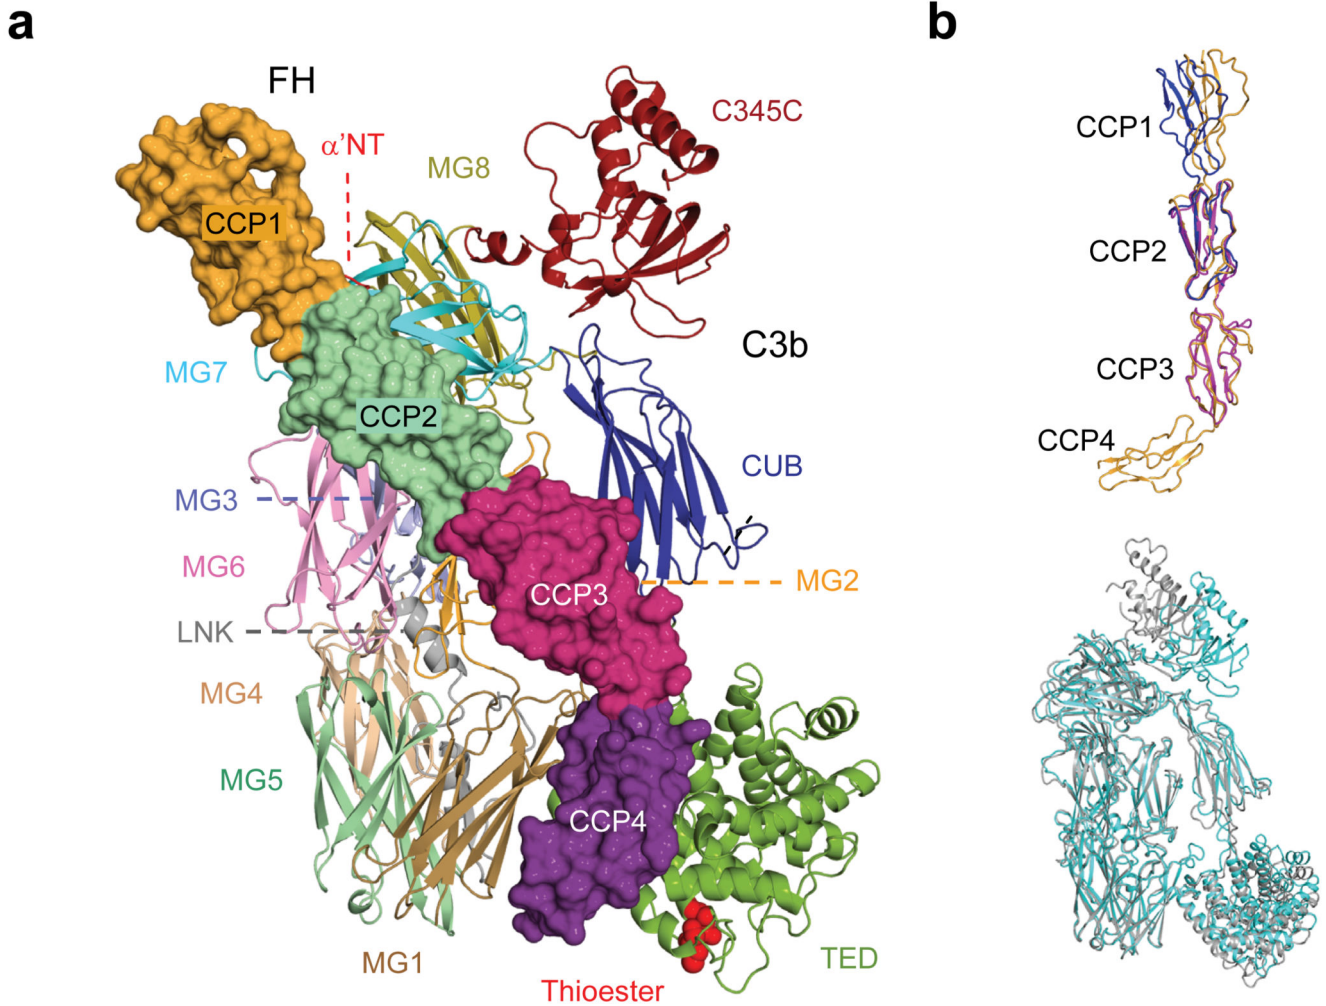 a
FH
α'NT
MG8
C345C
CCP1
C3b
MG7
CCP2
CUB
MG3
MG6
CCP3
MG2
LNK
MG4
MG5
CCP4
TED
MG1
Thioester
b
CCP1
CCP2
CCP3
CCP4